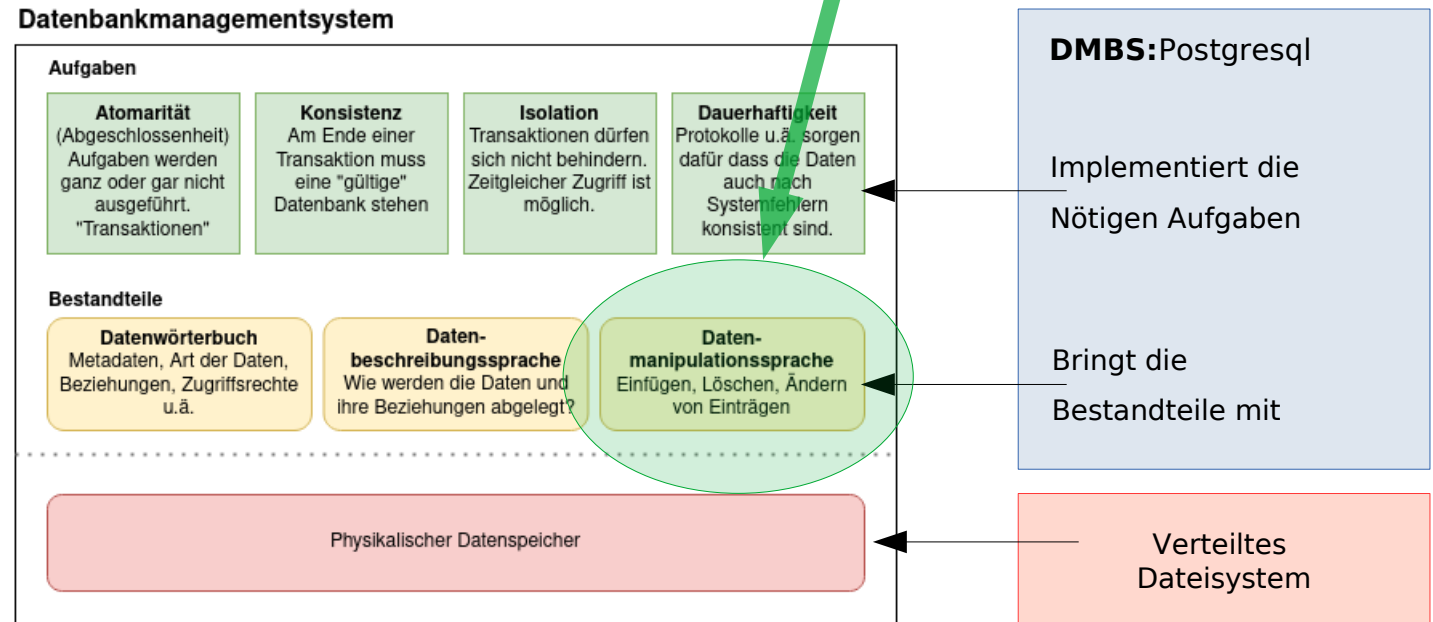 Datenbankmanagementsystem
Aufgaben
Atomarität
(Abgeschlossenheit)
Aufgaben werden
ganz oder gar nicht
ausgeführt.
"Transaktionen"
Konsistenz
Am Ende einer
Transaktion muss
eine "gültige"
Datenbank stehen
Isolation
Transaktionen dürfen
sich nicht behindern.
Zeitgleicher Zugriff ist
möglich.
Dauerhaftigkeit
Protokolle u.ä. sorgen
dafür dass die Daten
auch nach
Systemfehlern
konsistent sind.
Bestandteile
Datenwörterbuch
Metadaten, Art der Daten,
Beziehungen, Zugriffsrechte
u.ä.
Daten-
beschreibungssprache
Wie werden die Daten und
ihre Beziehungen abgelegt?
Daten-
manipulationssprache
Einfügen, Löschen, Ändern
von Einträgen
Physikalischer Datenspeicher
DMBS:Postgresql
Implementiert die
Nötigen Aufgaben
Bringt die
Bestandteile mit
Verteiltes
Dateisystem